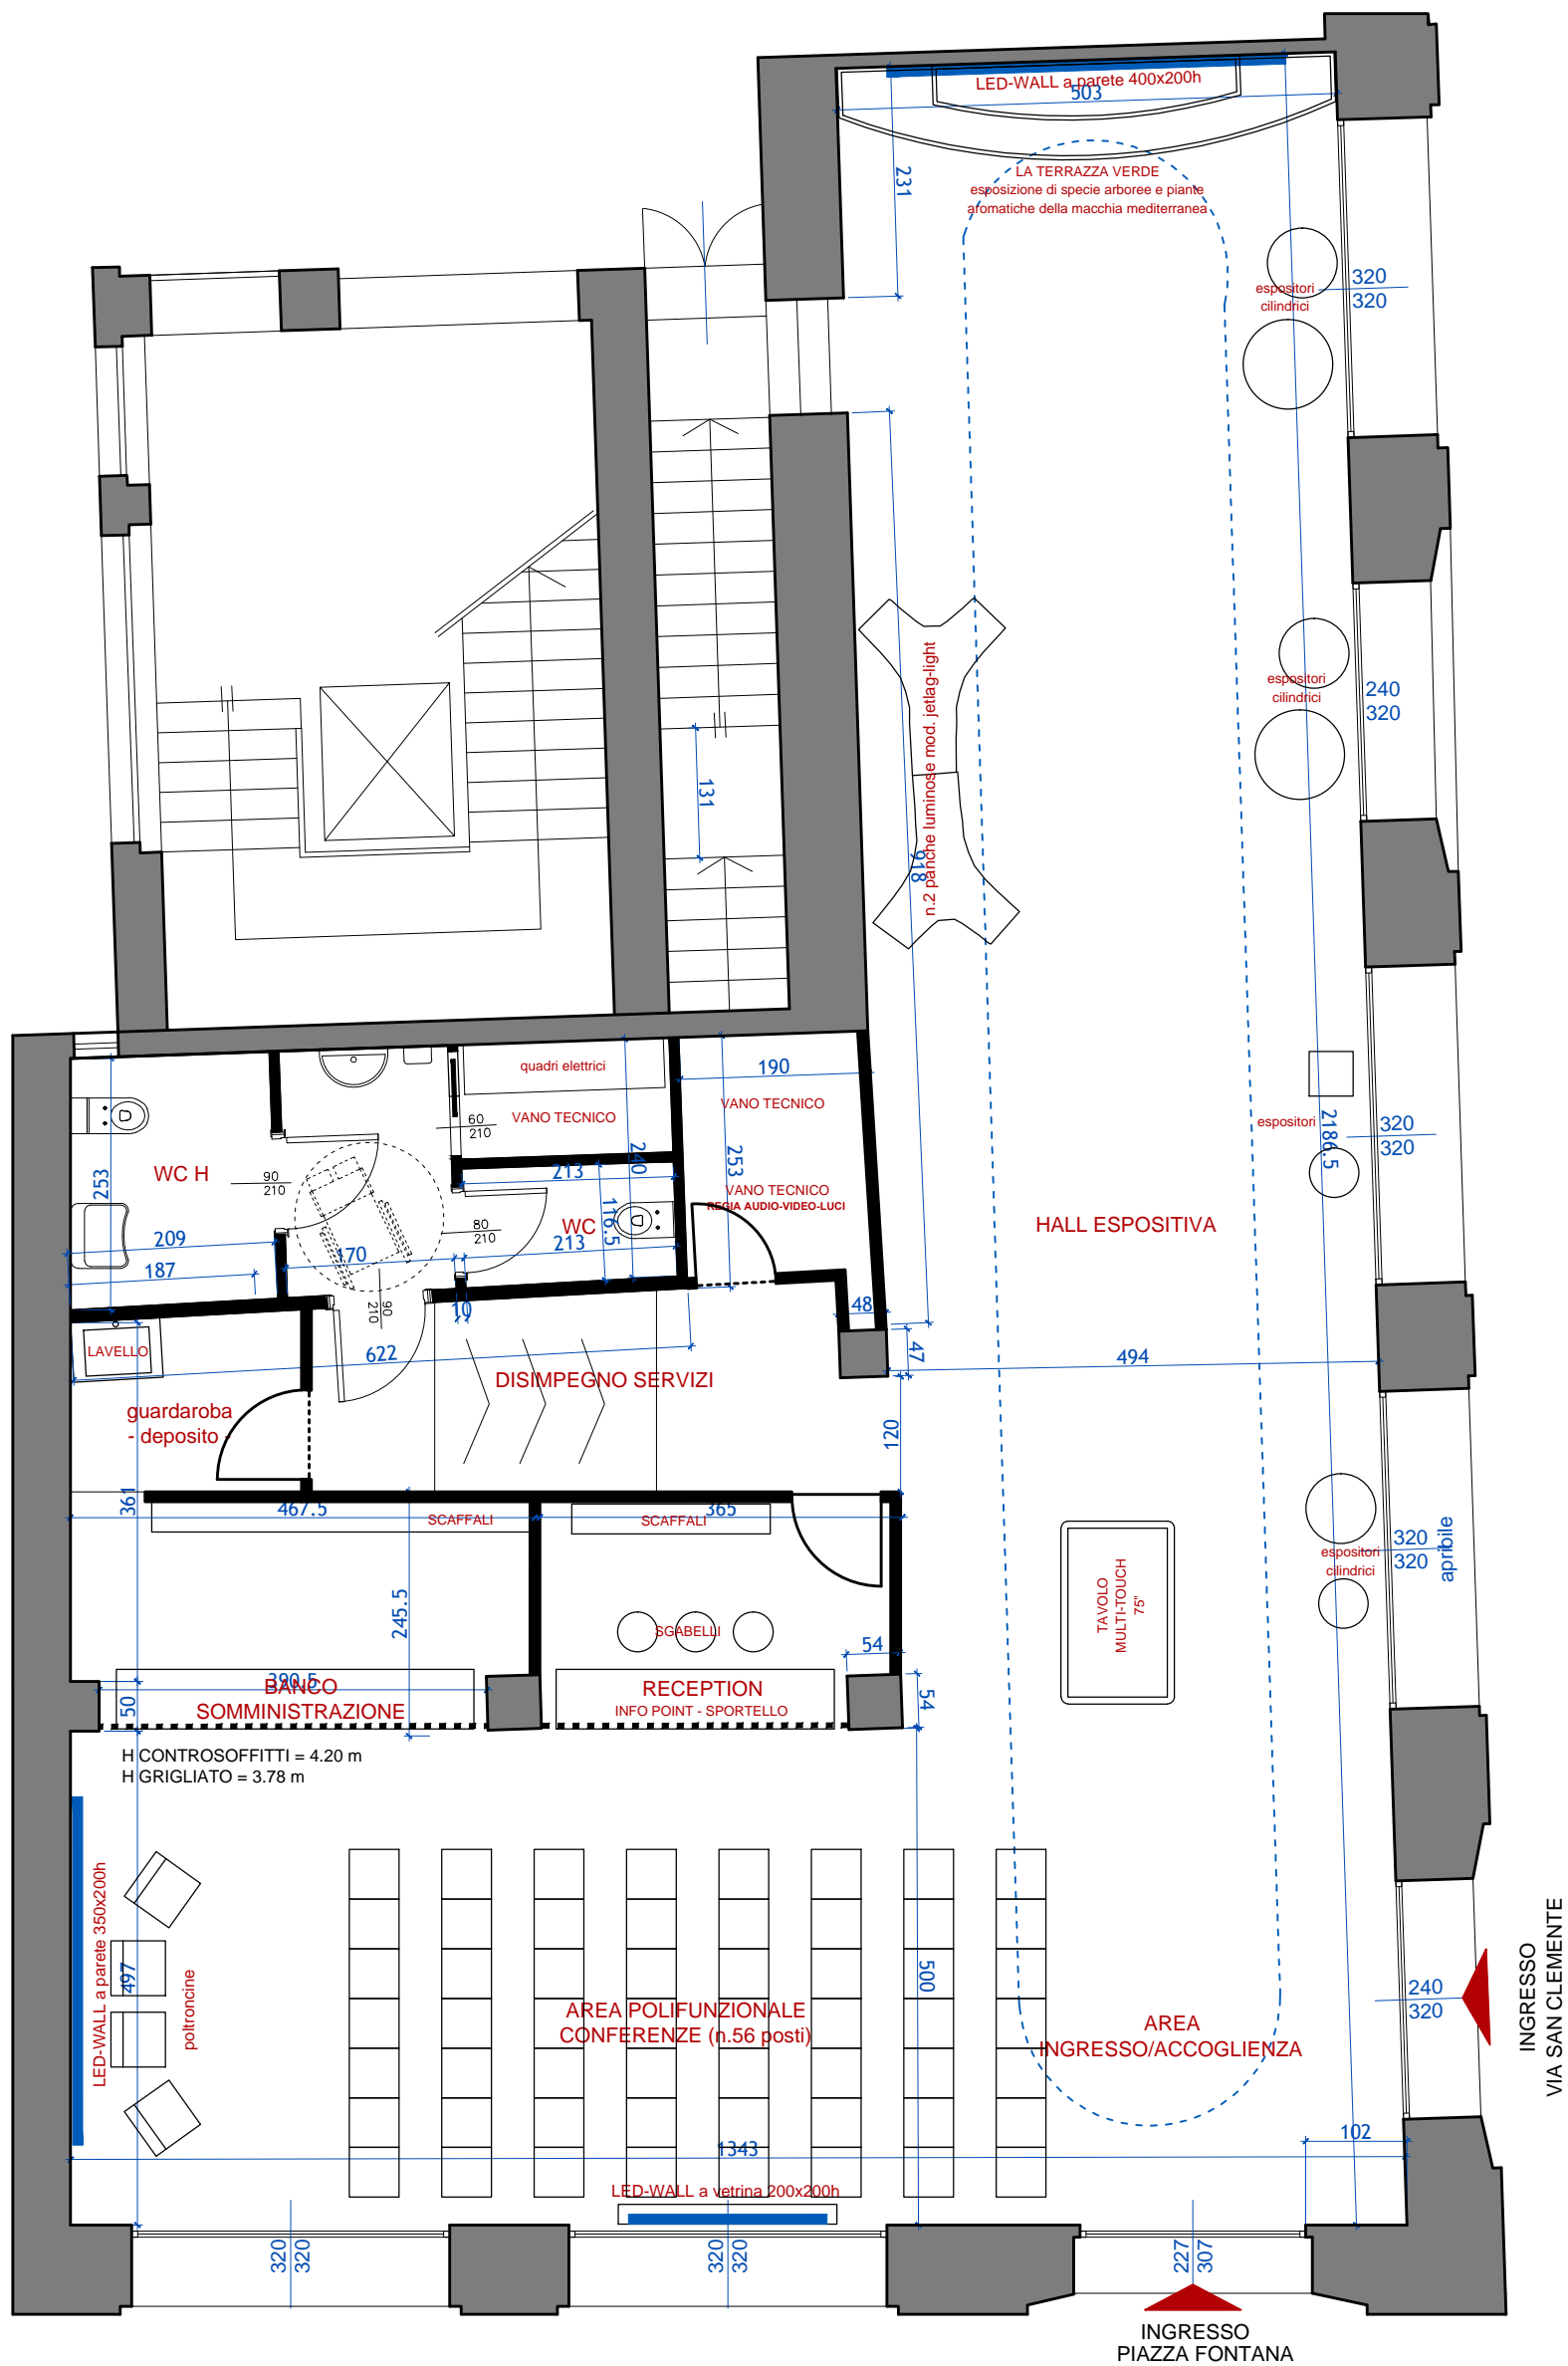 LED-WALL a parete 400x200h
503
231
LA TERRAZZA VERDE
esposizione di specie arboree e piante
aromatiche della macchia mediterranea
espositori
cilindrici
320
320
n.2 panche luminose mod. jetlag-light
918
espositori
cilindrici
240
320
131
quadri elettrici
VANO TECNICO
60
210
240
190
VANO TECNICO
253
VANO TECNICO
REGIA AUDIO-VIDEO-LUCI
espositori
2186.5
320
320
WC H
253
90
210
209
187
170
213
116.5
WC
80
210
213
10
90
210
HALL ESPOSITIVA
48
47
494
LAVELLO
622
DISIMPEGNO SERVIZI
guardaroba
- deposito -
120
361
467.5
SCAFFALI
365
SCAFFALI
245.5
SGABELLI
54
54
TAVOLO
MULTI-TOUCH
75"
espositori
cilindrici
320
320
apribile
390.5
50
BANCO
SOMMINISTRAZIONE
RECEPTION
INFO POINT - SPORTELLO
H CONTROSOFFITTI = 4.20 m
H GRIGLIATO = 3.78 m
LED-WALL a parete 350x200h
497
poltroncine
AREA POLIFUNZIONALE
CONFERENZE (n.56 posti)
500
AREA
INGRESSO/ACCOGLIENZA
240
320
INGRESSO
VIA SAN CLEMENTE
1343
102
LED-WALL a vetrina 200x200h
320
320
320
320
227
307
INGRESSO
PIAZZA FONTANA